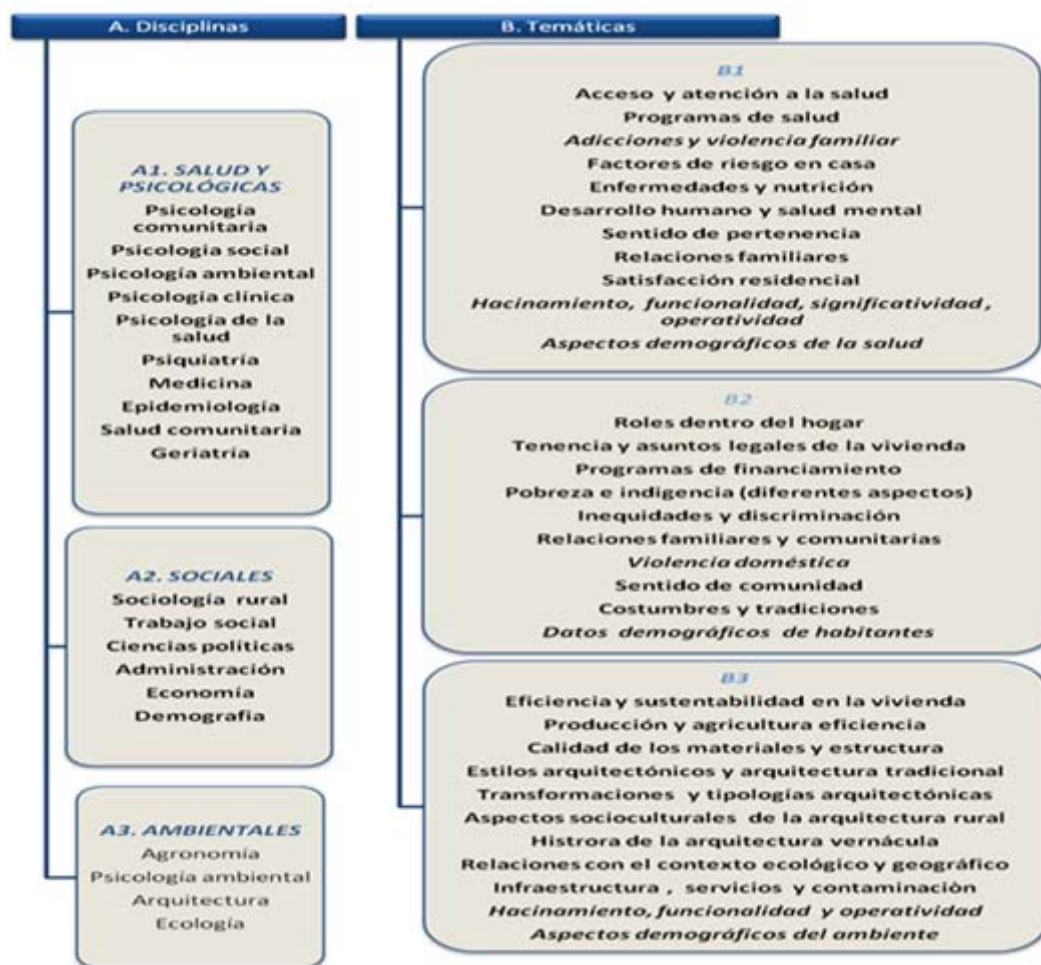 A. Disciplinas
A1. SALUD Y
PSICOLÓGICAS
Psicología
comunitaria
Psicologia social
Psicología ambiental
Psicología clínica
Psicología de la
salud
Psiquiatría
Medicina
Epidemiología
Salud comunitaria
Geriatría
A2. SOCIALES
Sociología rural
Trabajo social
Ciencias políticas
Administración
Economía
Demografia
A3. AMBIENTALES
Agronomía
Psicología ambiental
Arquitectura
Ecología
B. Temáticas
B1
Acceso y atención a la salud
Programas de salud
Adicciones y violencia familiar
Factores de riesgo en casa
Enfermedades y nutrición
Desarrollo humano y salud mental
Sentido de pertenencia
Relaciones familiares
Satisfacción residencial
Hacinamiento, funcionalidad, significatividad,
operatividad
Aspectos demográficos de la salud
B2
Roles dentro del hogar
Tenencia y asuntos legales de la vivienda
Programas de financiamiento
Pobreza e indigencia (diferentes aspectos)
Inequidades y discriminación
Relaciones familiares y comunitarias
Violencia doméstica
Sentido de comunidad
Costumbres y tradiciones
Datos demográficos de habitantes
B3
Eficiencia y sustentabilidad en la vivienda
Producción y agricultura eficiencia
Calidad de los materiales y estructura
Estilos arquitectónicos y arquitectura tradicional
Transformaciones y tipologías arquitectónicas
Aspectos socioculturales de la arquitectura rural
Histrora de la arquitectura vernácula
Relaciones con el contexto ecológico y geográfico
Infraestructura , servicios y contaminaciòn
Hacinamiento, funcionalidad y operatividad
Aspectos demográficos del ambiente